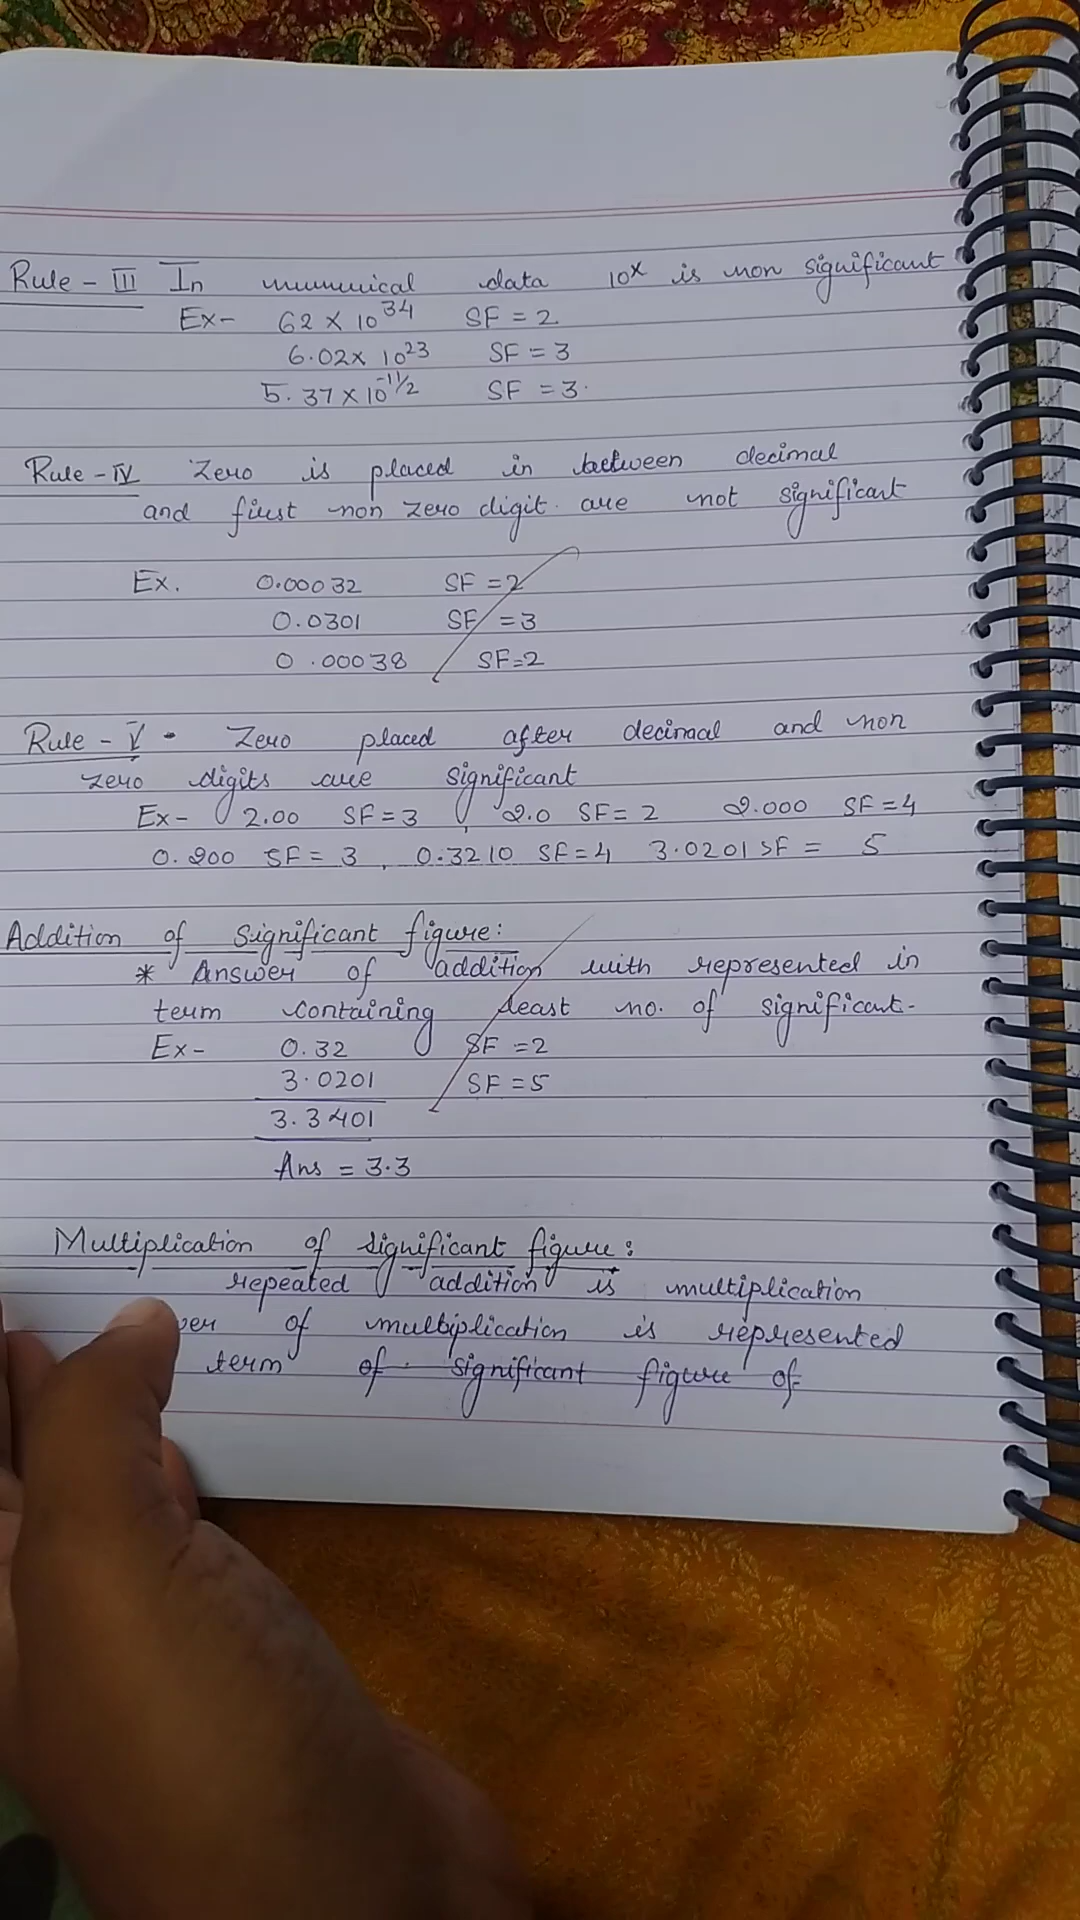 Rule - III In numerical data 10^x is non significant
Ex- 62 × 10^34 SF = 2
6.02 × 10^23 SF = 3
5.37 × 10^-11/2 SF = 3.
Rule - IV Zero is placed in between decimal
and first non zero digit. are not significant
Ex. 0.00032 SF = 2
0.0301 SF = 3
0.00038 SF = 2
Rule - V - Zero placed after decimal and non
zero digits are significant
Ex- 2.00 SF = 3, 2.0 SF = 2 2.000 SF = 4
0.200 SF = 3, 0.3210 SF = 4 3.0201 SF = 5
Addition of significant figure:
* Answer of addition with represented in
term containing least no. of significant.
Ex- 0.32 SF = 2
3.0201 SF = 5
3.3401
Ans = 3.3
Multiplication of significant figure:
repeated addition is multiplication
of multiplication is represented
term of significant figure of